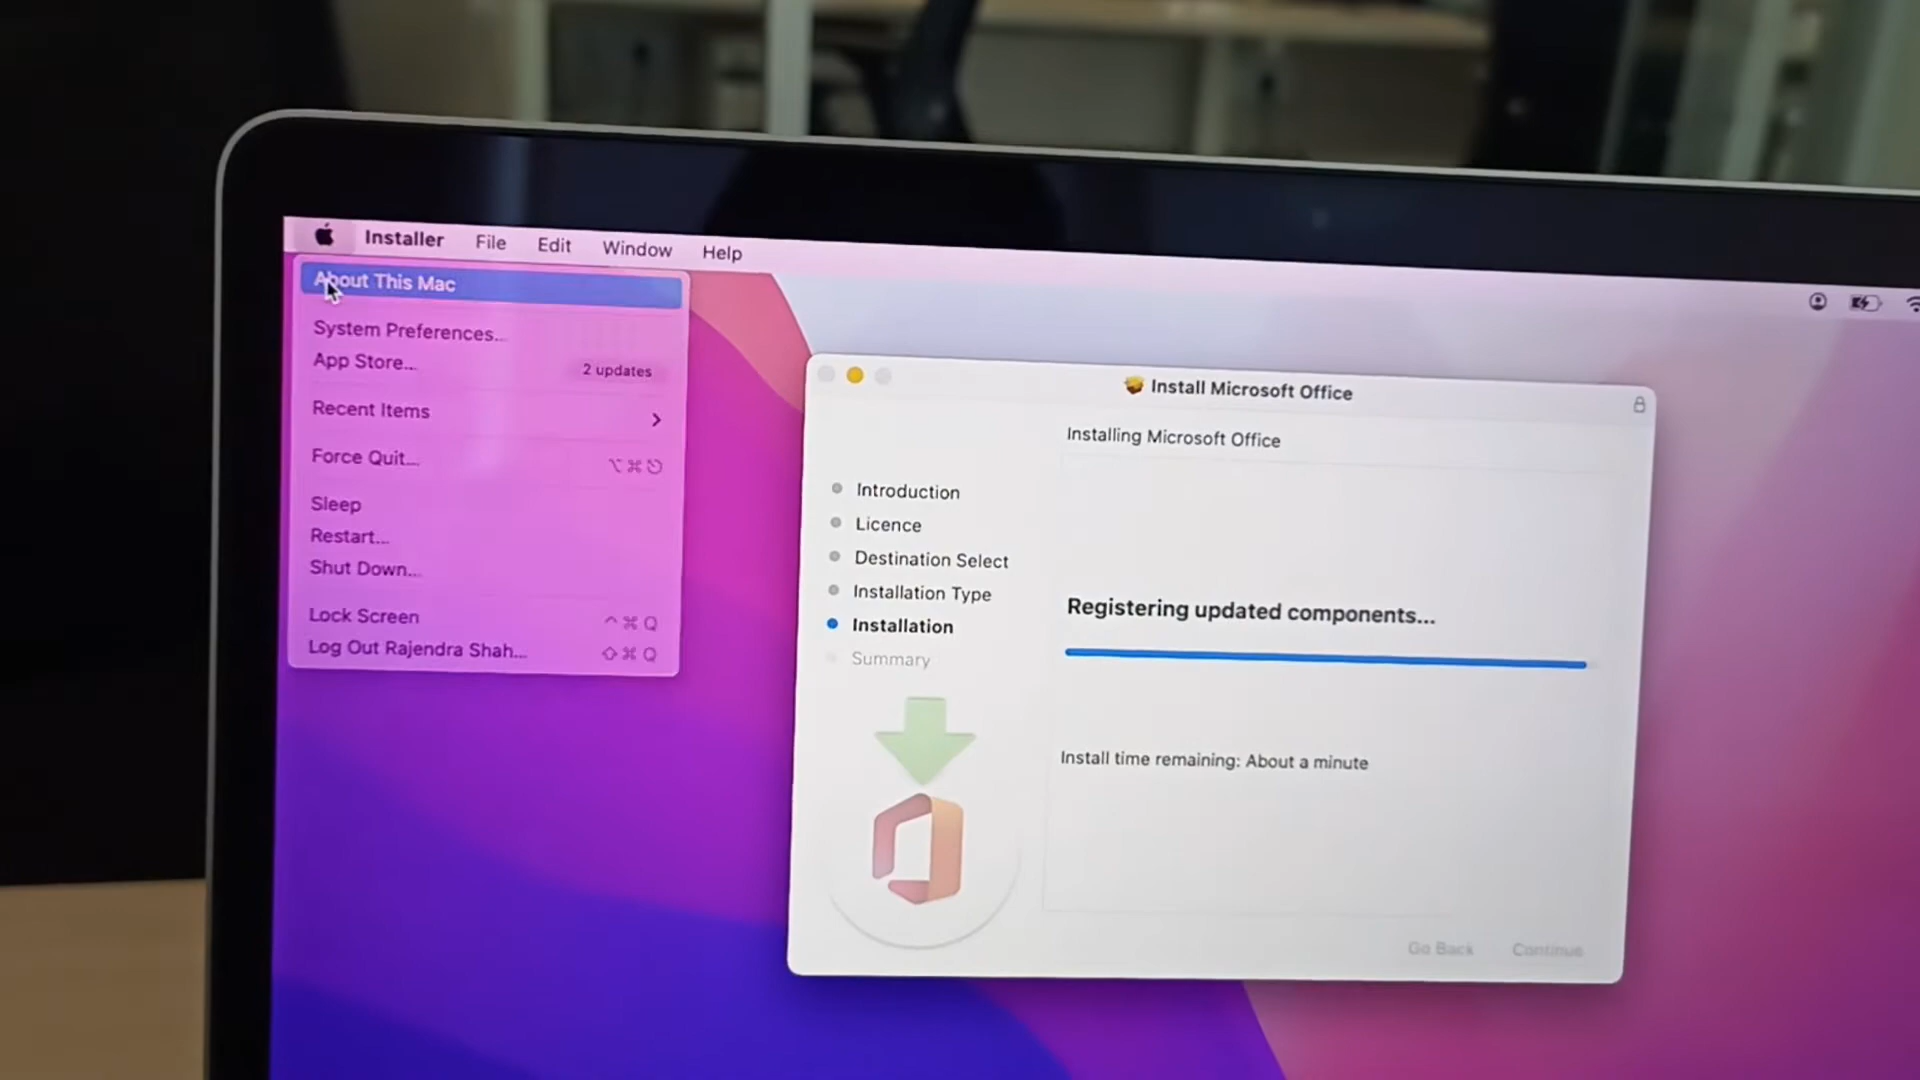 Installer File Edit Window Help
About This Mac
System Preferences...
App Store... 2 updates
Recent Items
Force Quit... ⌥⌘⎋
Sleep
Restart...
Shut Down...
Lock Screen ^⌘Q
Log Out Rajendra Shah... ⇧⌘Q
Install Microsoft Office
Installing Microsoft Office
Introduction
Licence
Destination Select
Installation Type
Installation
Summary
Registering updated components...
Install time remaining: About a minute
Go Back Continue